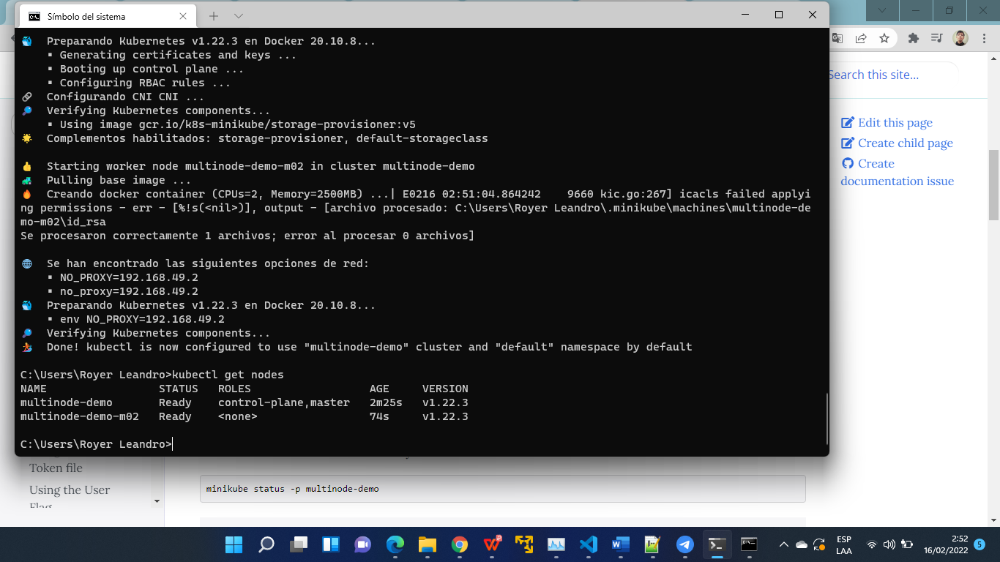 Símbolo del sistema
Preparando Kubernetes v1.22.3 en Docker 20.10.8...
▪ Generating certificates and keys ...
▪ Booting up control plane ...
▪ Configuring RBAC rules ...
Configurando CNI CNI ...
Verifying Kubernetes components...
▪ Using image gcr.io/k8s-minikube/storage-provisioner:v5
Complementos habilitados: storage-provisioner, default-storageclass
Starting worker node multinode-demo-m02 in cluster multinode-demo
Pulling base image ...
Creando docker container (CPUs=2, Memory=2500MB) ...| E0216 02:51:04.864242    9660 kic.go:267] icacls failed applyi
ng permissions - err - [%!s(<nil>)], output - [archivo procesado: C:\Users\Royer Leandro\.minikube\machines\multinode-de
mo-m02\id_rsa
Se procesaron correctamente 1 archivos; error al procesar 0 archivos]
Se han encontrado las siguientes opciones de red:
▪ NO_PROXY=192.168.49.2
▪ no_proxy=192.168.49.2
Preparando Kubernetes v1.22.3 en Docker 20.10.8...
▪ env NO_PROXY=192.168.49.2
Verifying Kubernetes components...
Done! kubectl is now configured to use "multinode-demo" cluster and "default" namespace by default
C:\Users\Royer Leandro>kubectl get nodes
NAME                 STATUS   ROLES                  AGE     VERSION
multinode-demo       Ready    control-plane,master   2m25s   v1.22.3
multinode-demo-m02   Ready    <none>                 74s     v1.22.3
C:\Users\Royer Leandro>
Search this site...
Edit this page
Create child page
Create
documentation issue
Token file
Using the User
Flag
minikube status -p multinode-demo
ESP
LAA
2:52
16/02/2022
5